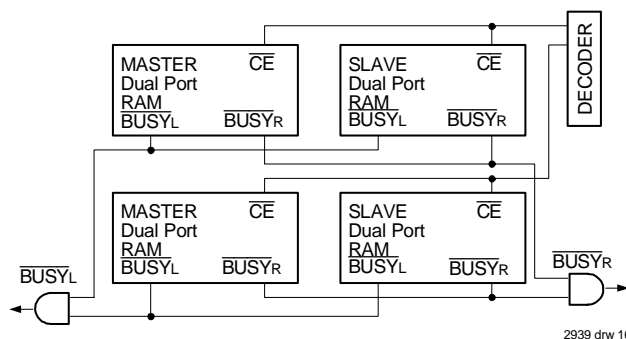 MASTER
Dual Port
RAM
BUSYL
CE
BUSYR
SLAVE
Dual Port
RAM
BUSYL
CE
BUSYR
DECODER
MASTER
Dual Port
RAM
BUSYL
CE
BUSYR
SLAVE
Dual Port
RAM
BUSYL
CE
BUSYR
BUSYL
BUSYR
2939 drw 16